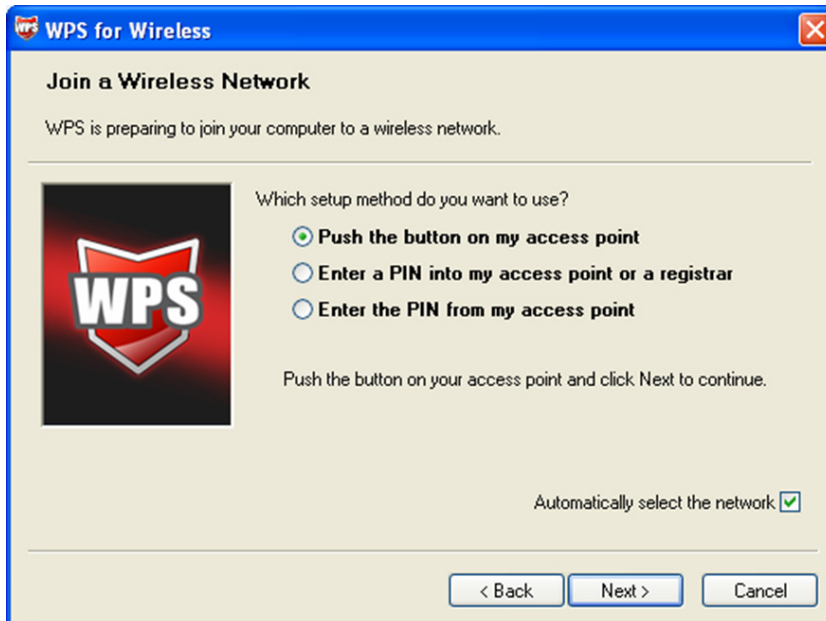 WPS for Wireless
Join a Wireless Network
WPS is preparing to join your computer to a wireless network.
Which setup method do you want to use?
Push the button on my access point
Enter a PIN into my access point or a registrar
Enter the PIN from my access point
WPS
Push the button on your access point and click Next to continue.
Automatically select the network
< Back
Next >
Cancel